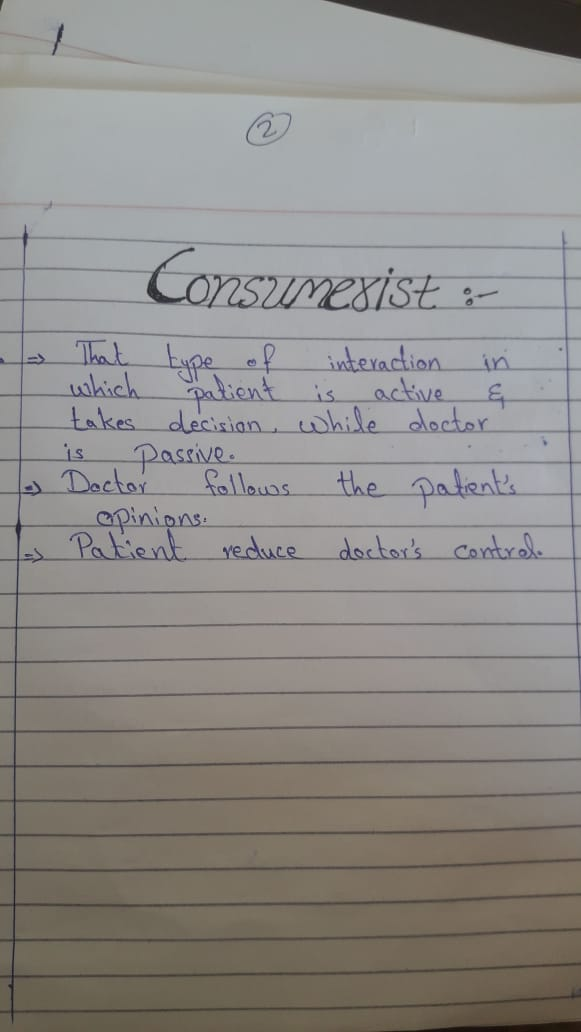 2
Consumerist :-
⇒ That type of interaction in
which patient is active &
takes decision, while doctor
is passive.
⇒ Doctor follows the patient's
opinions.
⇒ Patient reduce doctor's control.